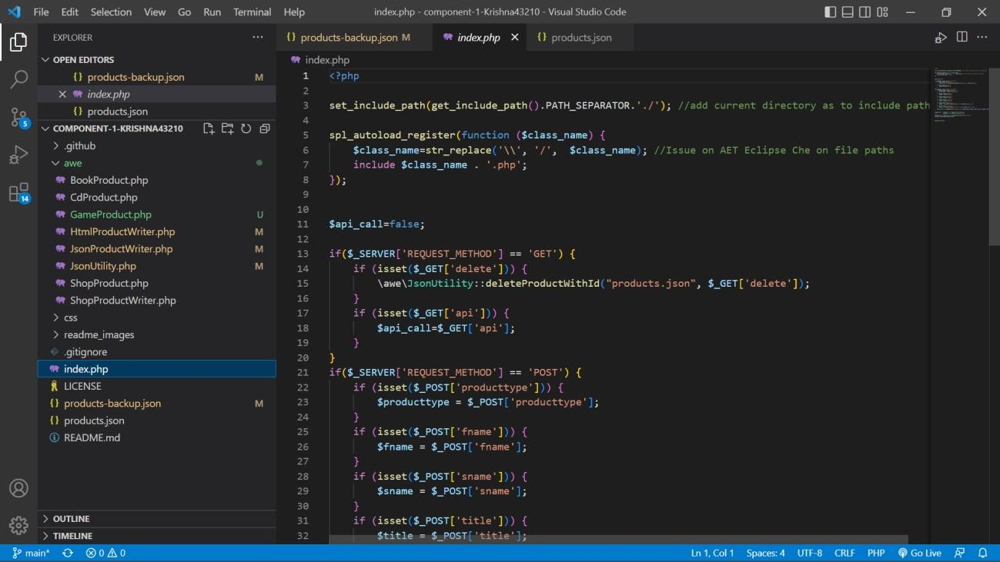 File Edit Selection View Go Run Terminal Help index.php - component-1-Krishna43210 - Visual Studio Code
EXPLORER
OPEN EDITORS
products-backup.json M
index.php
products.json
COMPONENT-1-KRISHNA43210
.github
awe
BookProduct.php
CdProduct.php
GameProduct.php U
HtmlProductWriter.php M
JsonProductWriter.php M
JsonUtility.php M
ShopProduct.php
ShopProductWriter.php
css
readme_images
.gitignore
index.php
LICENSE
products-backup.json M
products.json
README.md
OUTLINE
TIMELINE
5
14
{} products-backup.json M index.php {} products.json
index.php
1 <?php
2
3 set_include_path(get_include_path().PATH_SEPARATOR.'./'); //add current directory as to include path
4
5 spl_autoload_register(function ($class_name) {
6 $class_name=str_replace('\\', '/', $class_name); //Issue on AET Eclipse Che on file paths
7 include $class_name . '.php';
8 });
9
10
11 $api_call=false;
12
13 if($_SERVER['REQUEST_METHOD'] == 'GET') {
14 if (isset($_GET['delete'])) {
15 \awe\JsonUtility::deleteProductWithId("products.json", $_GET['delete']);
16 }
17 if (isset($_GET['api'])) {
18 $api_call=$_GET['api'];
19 }
20 }
21 if($_SERVER['REQUEST_METHOD'] == 'POST') {
22 if (isset($_POST['producttype'])) {
23 $producttype = $_POST['producttype'];
24 }
25 if (isset($_POST['fname'])) {
26 $fname = $_POST['fname'];
27 }
28 if (isset($_POST['sname'])) {
29 $sname = $_POST['sname'];
30 }
31 if (isset($_POST['title'])) {
32 $title = $_POST['title'];
main* 0 0 Ln 1, Col 1 Spaces: 4 UTF-8 CRLF PHP Go Live